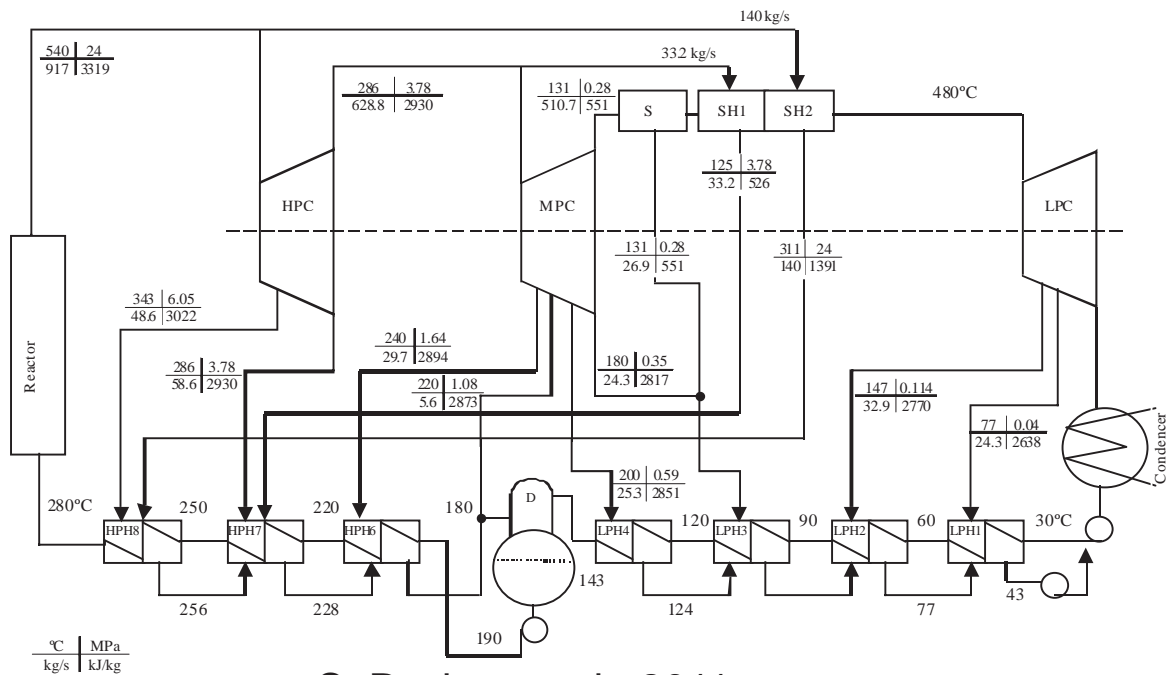 140 kg/s
540 24
917 3319
332 kg/s
286 3.78
628.8 2930
131 0.28
510.7 551
S SH1 SH2
480°C
125 3.78
33.2 526
HPC MPC LPC
131 0.28
26.9 551
311 24
140 1391
343 6.05
48.6 3022
Reactor
286 3.78
58.6 2930
240 1.64
29.7 2894
220 1.08
5.6 2873
180 0.35
24.3 2817
147 0.114
32.9 2770
77 0.04
24.3 2638
Condencer
200 0.59
25.3 2851
D
280°C 250 220 180 120 90 60 30°C
HPH8 HPH7 HPH6 LPH4 LPH3 LPH2 LPH1
143
256 228 190 124 77 43
°C MPa
kg/s kJ/kg